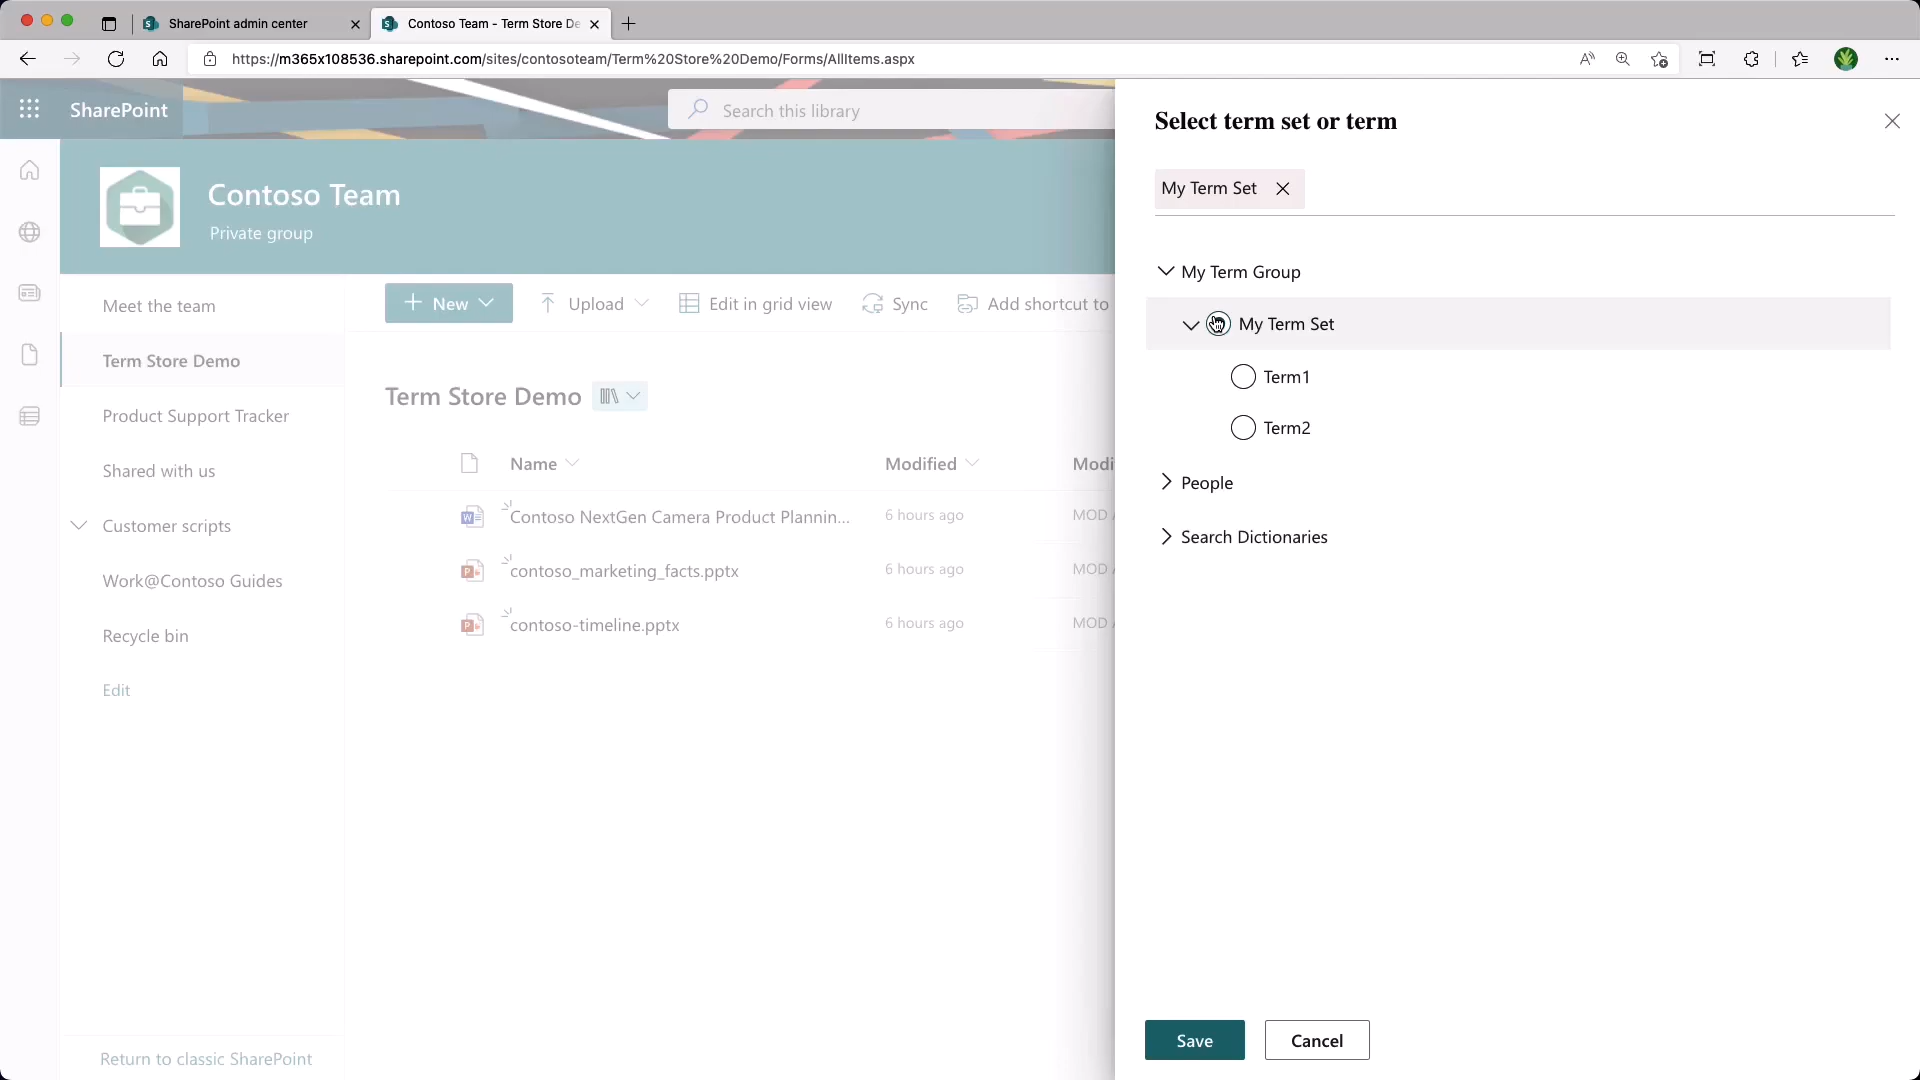 SharePoint admin center
Contoso Team - Term Store De
https://m365x108536.sharepoint.com/sites/contosoteam/Term%20Store%20Demo/Forms/AllItems.aspx
SharePoint
Search this library
Contoso Team
Private group
Meet the team
Term Store Demo
Product Support Tracker
Shared with us
Customer scripts
Work@Contoso Guides
Recycle bin
Edit
Return to classic SharePoint
New
Upload
Edit in grid view
Sync
Add shortcut to
Term Store Demo
Name
Modified
Modi
Contoso NextGen Camera Product Plannin...
6 hours ago
MOD
contoso_marketing_facts.pptx
6 hours ago
MOD
contoso-timeline.pptx
6 hours ago
MOD
Select term set or term
My Term Set
My Term Group
My Term Set
Term1
Term2
People
Search Dictionaries
Save
Cancel